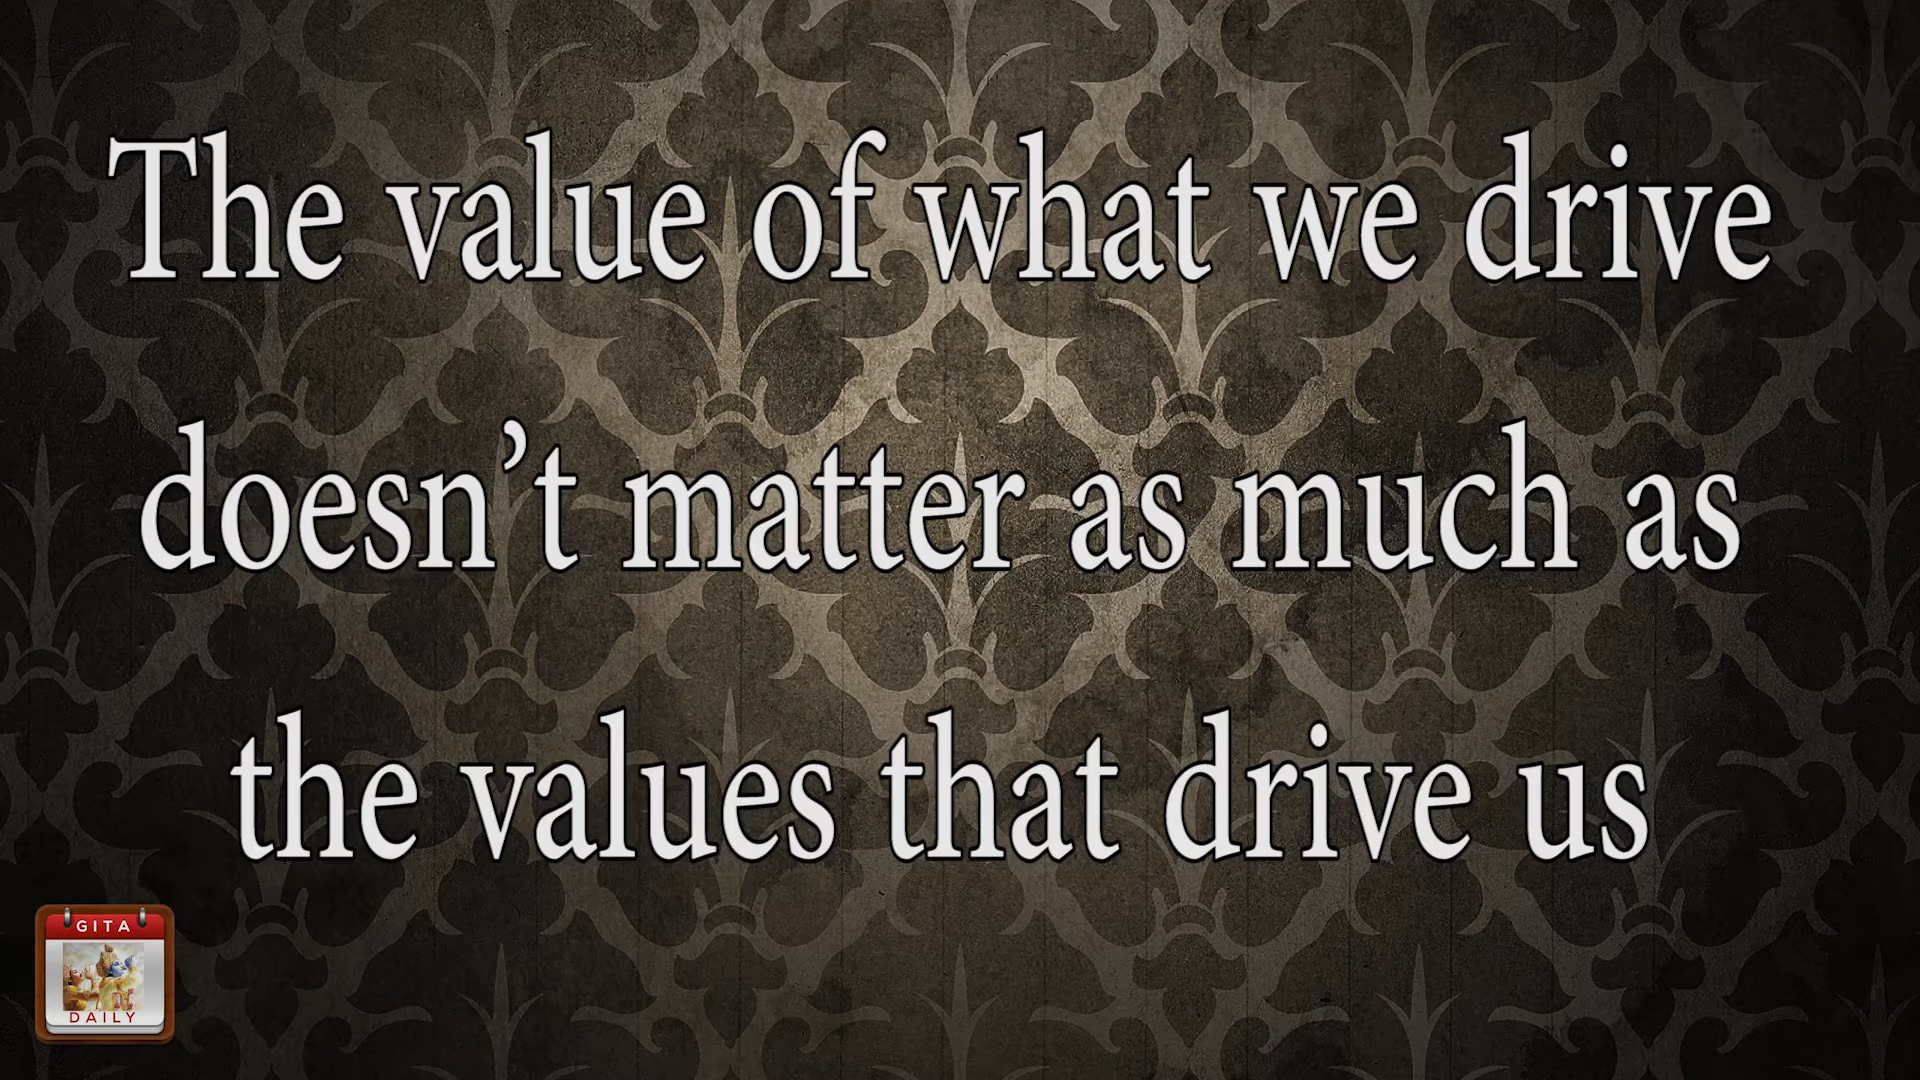 The value of what we drive
doesn’t matter as much as
the values that drive us
GITA
DAILY